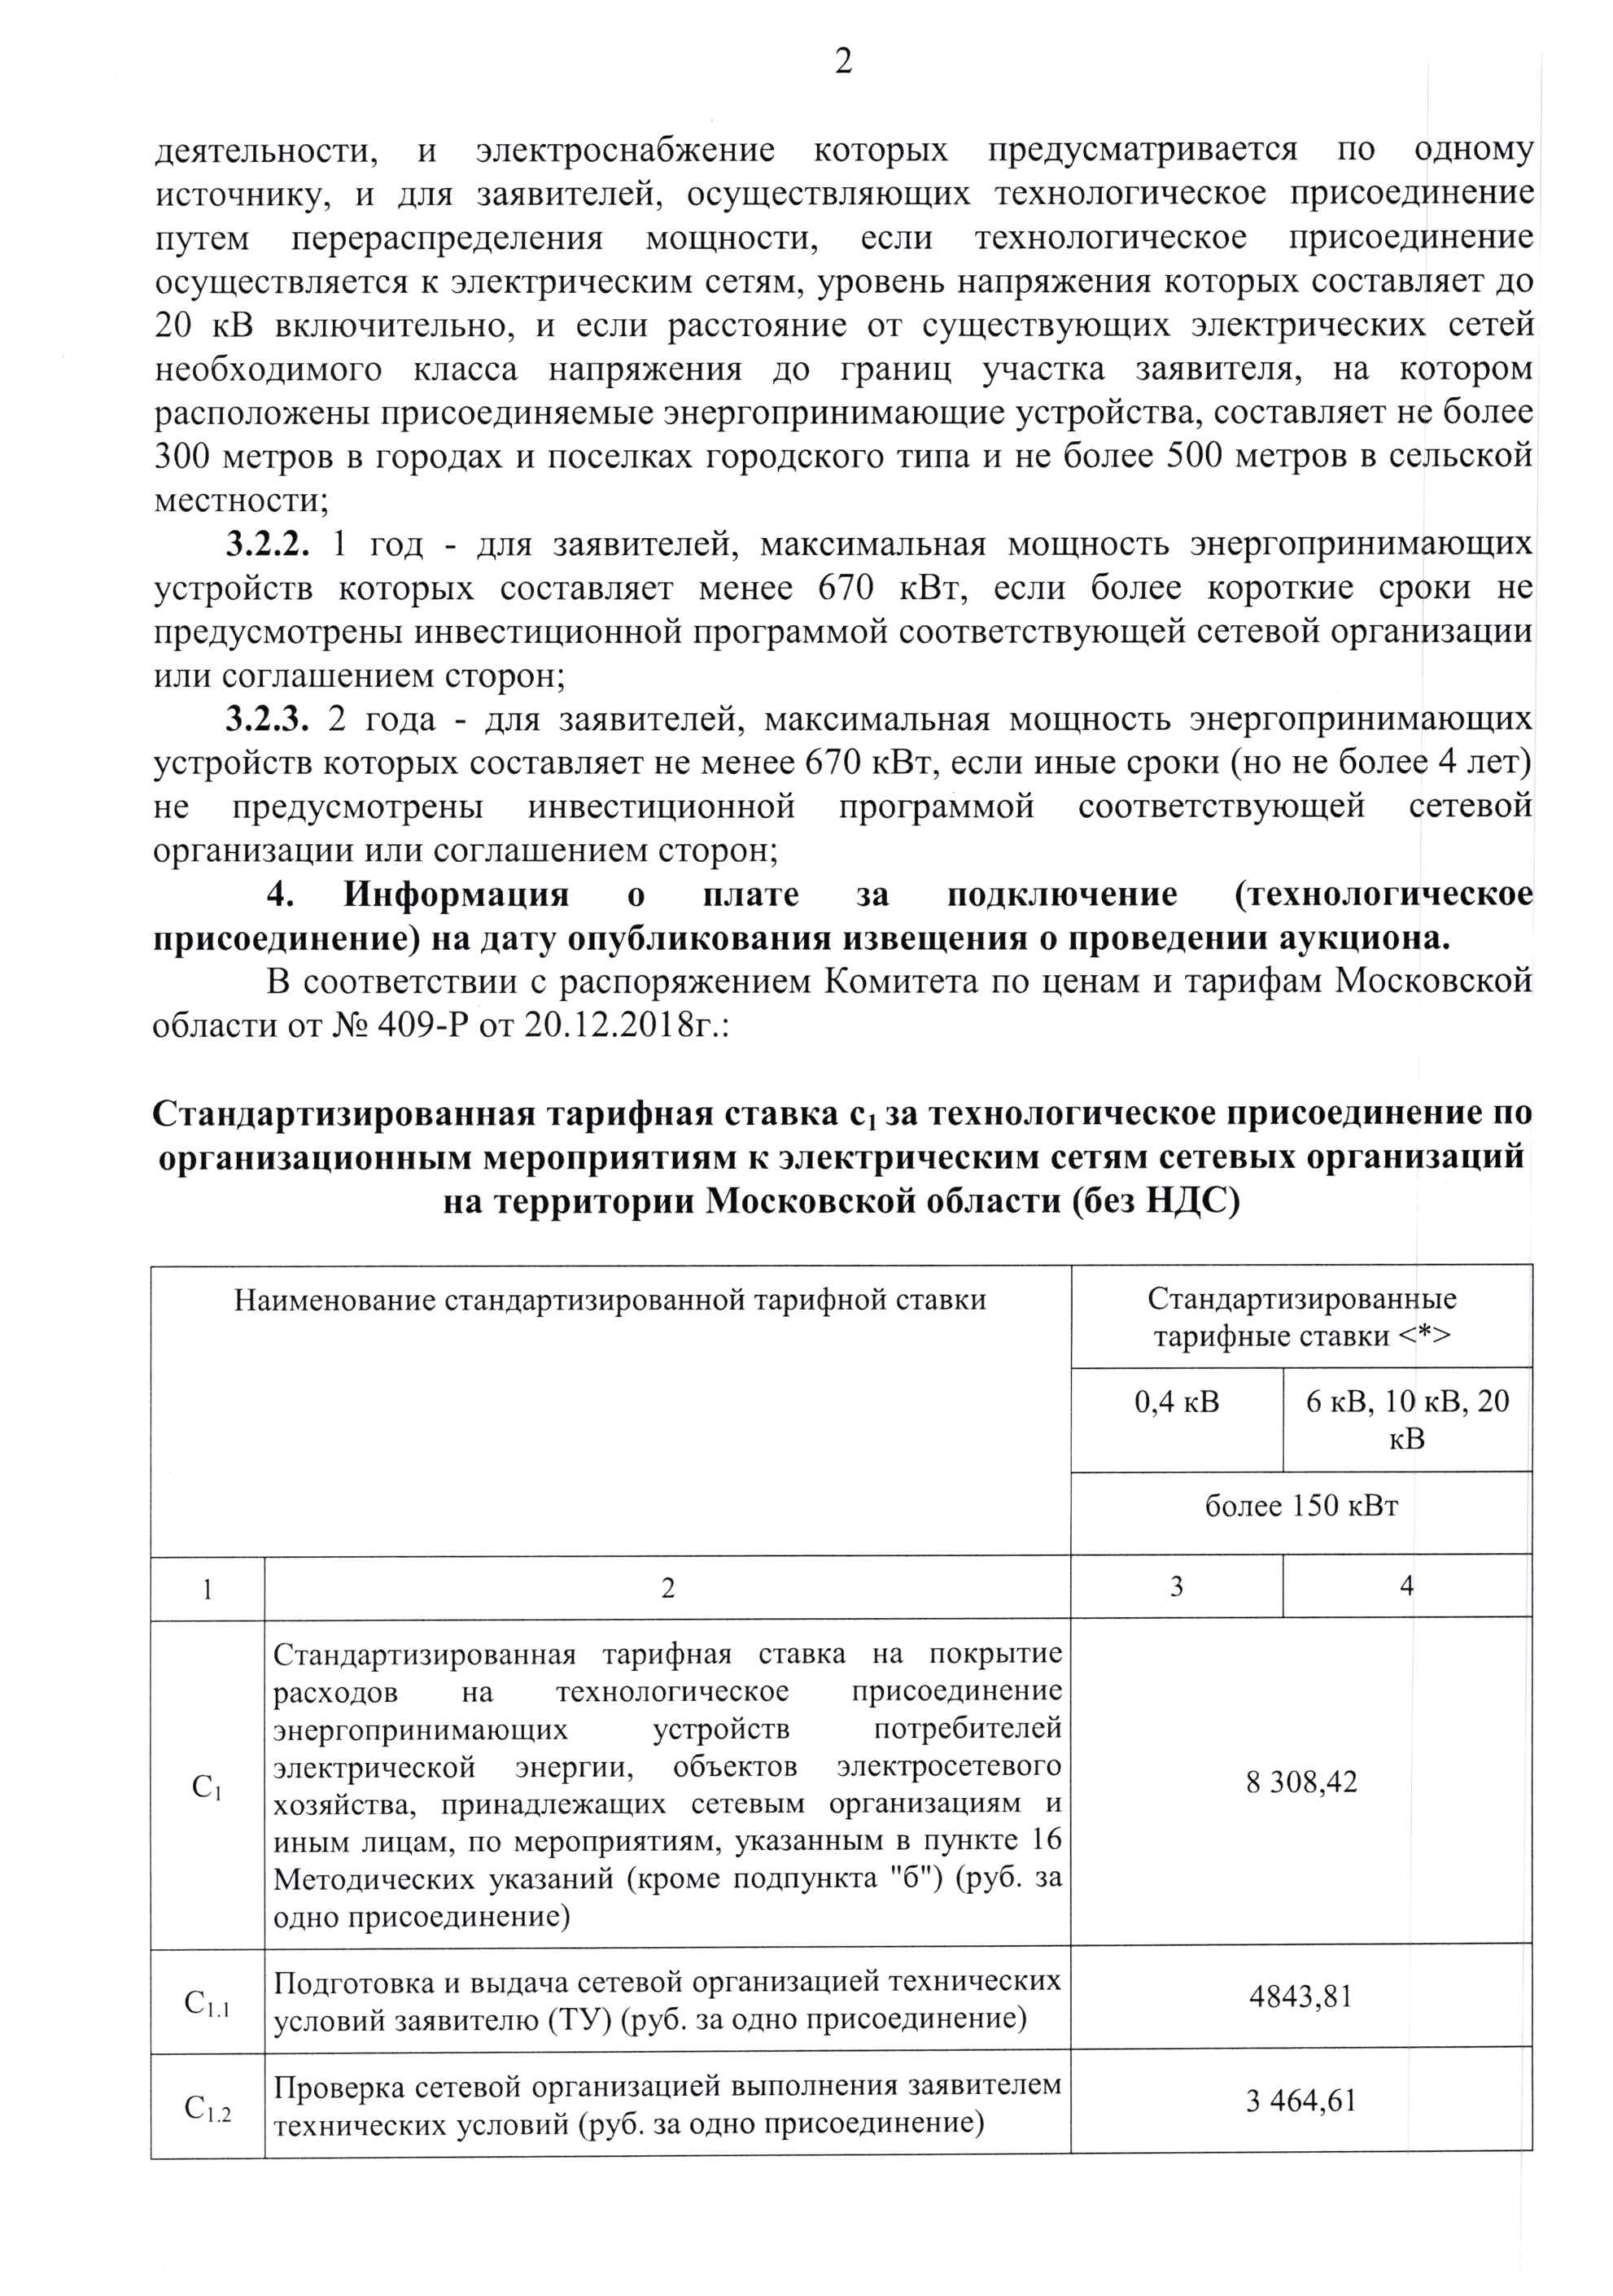 2
деятельности, и электроснабжение которых предусматривается по одному
источнику, и для заявителей, осуществляющих технологическое присоединение
путем перераспределения мощности, если технологическое присоединение
осуществляется к электрическим сетям, уровень напряжения которых составляет до
20 кВ включительно, и если расстояние от существующих электрических сетей
необходимого класса напряжения до границ участка заявителя, на котором
расположены присоединяемые энергопринимающие устройства, составляет не более
300 метров в городах и поселках городского типа и не более 500 метров в сельской
местности;
3.2.2. 1 год - для заявителей, максимальная мощность энергопринимающих
устройств которых составляет менее 670 кВт, если более короткие сроки не
предусмотрены инвестиционной программой соответствующей сетевой организации
или соглашением сторон;
3.2.3. 2 года - для заявителей, максимальная мощность энергопринимающих
устройств которых составляет не менее 670 кВт, если иные сроки (но не более 4 лет)
не предусмотрены инвестиционной программой соответствующей сетевой
организации или соглашением сторон;
4. Информация о плате за подключение (технологическое
присоединение) на дату опубликования извещения о проведении аукциона.
В соответствии с распоряжением Комитета по ценам и тарифам Московской
области от № 409-Р от 20.12.2018г.:
Стандартизированная тарифная ставка с1 за технологическое присоединение по
организационным мероприятиям к электрическим сетям сетевых организаций
на территории Московской области (без НДС)
Наименование стандартизированной тарифной ставки
Стандартизированные
тарифные ставки <*>
0,4 кВ
6 кВ, 10 кВ, 20
кВ
более 150 кВт
1 2 3 4
С1
Стандартизированная тарифная ставка на покрытие
расходов на технологическое присоединение
энергопринимающих устройств потребителей
электрической энергии, объектов электросетевого
хозяйства, принадлежащих сетевым организациям и
иным лицам, по мероприятиям, указанным в пункте 16
Методических указаний (кроме подпункта "б") (руб. за
одно присоединение)
8 308,42
С1.1
Подготовка и выдача сетевой организацией технических
условий заявителю (ТУ) (руб. за одно присоединение)
4843,81
С1.2
Проверка сетевой организацией выполнения заявителем
технических условий (руб. за одно присоединение)
3 464,61